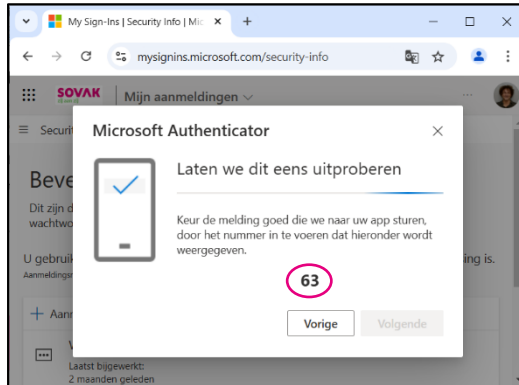 My Sign-Ins | Security Info | Mic
mysignins.microsoft.com/security-info
SOVAK
Mijn aanmeldingen
Securit
Microsoft Authenticator
Laten we dit eens uitproberen
Beve
Dit zijn d
wachtwo
Keur de melding goed die we naar uw app sturen,
door het nummer in te voeren dat hieronder wordt
weergegeven.
U gebruik
ing is.
Aanmeldingsm
63
Aanm
Vorige
Volgende
Laatst bijgewerkt:
2 maanden geleden